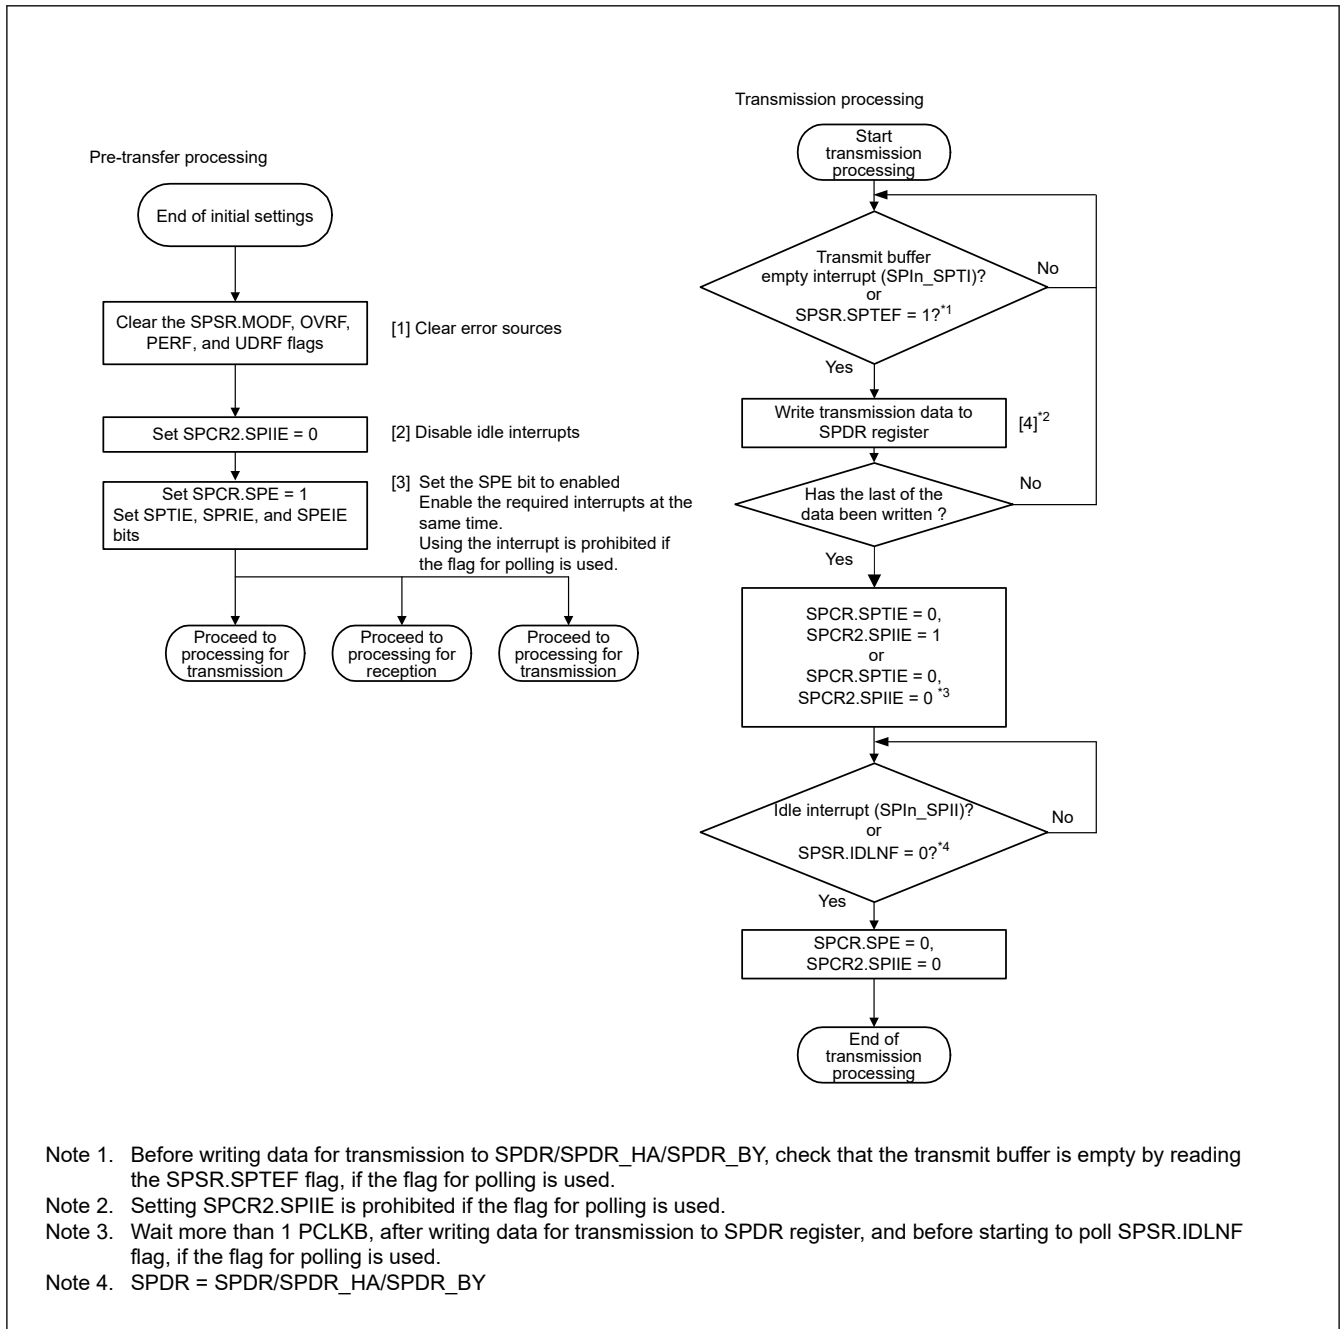 Pre-transfer processing
End of initial settings
Clear the SPSR.MODF, OVRF,
PERF, and UDRF flags
[1] Clear error sources
Set SPCR2.SPIIE = 0
[2] Disable idle interrupts
Set SPCR.SPE = 1
Set SPTIE, SPRIE, and SPEIE
bits
[3] Set the SPE bit to enabled
Enable the required interrupts at the
same time.
Using the interrupt is prohibited if
the flag for polling is used.
Proceed to
processing for
transmission
Proceed to
processing for
reception
Proceed to
processing for
transmission
Transmission processing
Start
transmission
processing
Transmit buffer
empty interrupt (SPIn_SPTI)?
or
SPSR.SPTEF = 1?*1
No
Yes
Write transmission data to
SPDR register
[4]*2
Has the last of the
data been written ?
No
Yes
SPCR.SPTIE = 0,
SPCR2.SPIIE = 1
or
SPCR.SPTIE = 0,
SPCR2.SPIIE = 0 *3
Idle interrupt (SPIn_SPII)?
or
SPSR.IDLNF = 0?*4
No
Yes
SPCR.SPE = 0,
SPCR2.SPIIE = 0
End of
transmission
processing
Note 1. Before writing data for transmission to SPDR/SPDR_HA/SPDR_BY, check that the transmit buffer is empty by reading
the SPSR.SPTEF flag, if the flag for polling is used.
Note 2. Setting SPCR2.SPIIE is prohibited if the flag for polling is used.
Note 3. Wait more than 1 PCLKB, after writing data for transmission to SPDR register, and before starting to poll SPSR.IDLNF
flag, if the flag for polling is used.
Note 4. SPDR = SPDR/SPDR_HA/SPDR_BY